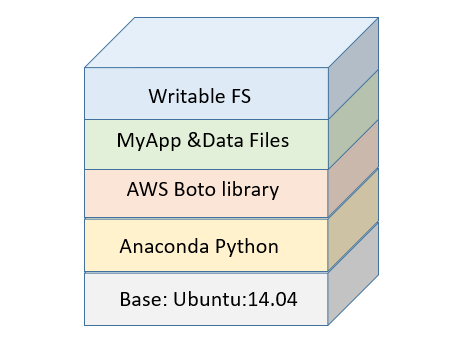 Writable FS
MyApp &Data Files
AWS Boto library
Anaconda Python
Base: Ubuntu:14.04